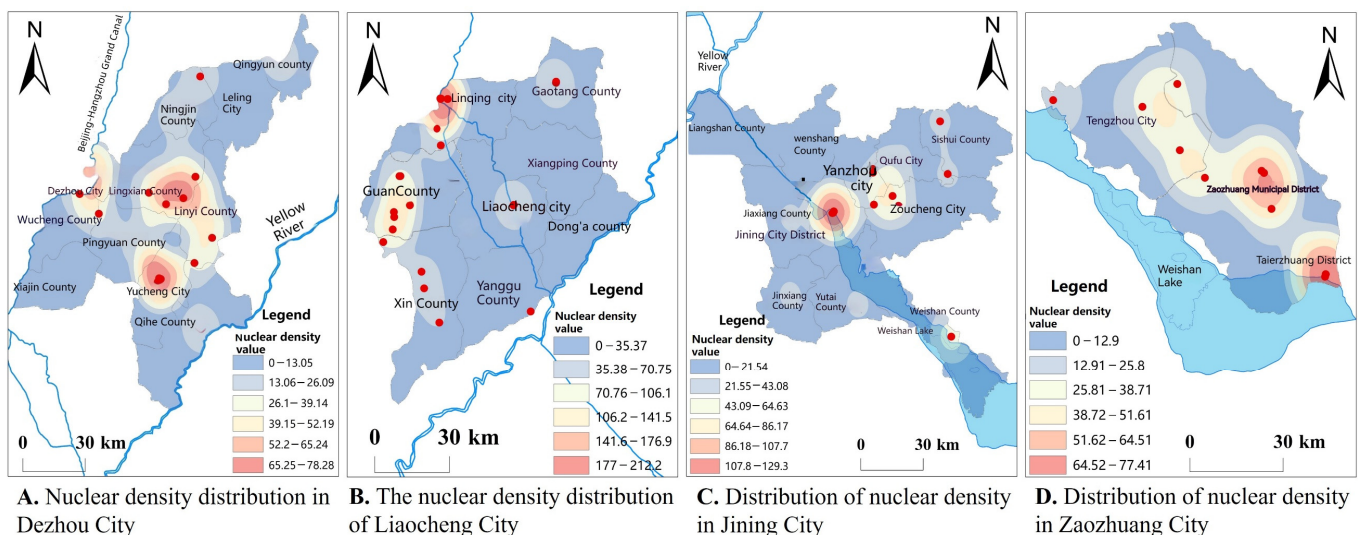 N
Qingyun county
Leling
City
Ningjin
County
Beijing-Hangzhou Grand Canal
Dezhou City
Lingxian County
Wucheng County
Linyi County
Pingyuan County
Yellow
River
Xiajin County
Yucheng City
Qihe County
Legend
Nuclear density
value
0–13.05
13.06–26.09
26.1–39.14
39.15–52.19
52.2–65.24
65.25–78.28
0 30 km
A. Nuclear density distribution in
Dezhou City
N
Linqing city
Gaotang County
Xiangping County
GuanCounty
Liaocheng city
Dong'a county
Xin County
Yanggu
County
Legend
Nuclear density
value
0–35.37
35.38–70.75
70.76–106.1
106.2–141.5
141.6–176.9
177–212.2
0 30 km
B. The nuclear density distribution
of Liaocheng City
N
Yellow
River
Liangshan County
wenshang
County
Sishui County
Qufu City
Yanzhou
city
Jiaxiang County
Zoucheng City
Jining City District
Jinxiang
County
Yutai
County
Weishan County
Weishan Lake
Legend
Nuclear density
value
0–21.54
21.55–43.08
43.09–64.63
64.64–86.17
86.18–107.7
107.8–129.3
0 30 km
C. Distribution of nuclear density
in Jining City
N
Tengzhou City
Zaozhuang Municipal District
Taierzhuang District
Weishan
Lake
Legend
Nuclear density
value
0–12.9
12.91–25.8
25.81–38.71
38.72–51.61
51.62–64.51
64.52–77.41
0 30 km
D. Distribution of nuclear density
in Zaozhuang City